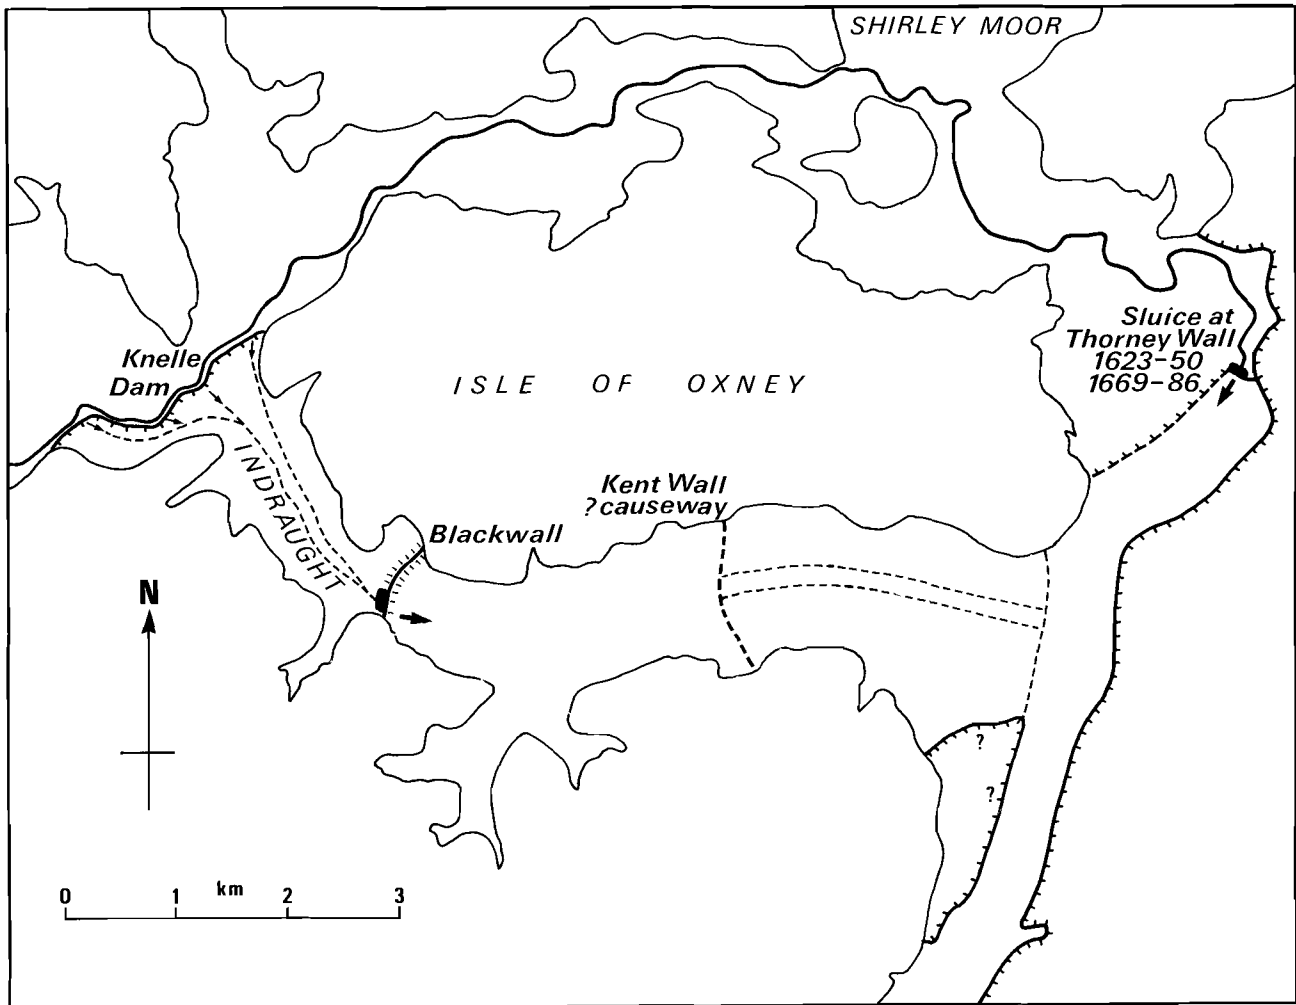 SHIRLEY MOOR
Sluice at
Thorney Wall
1623-50
1669-86
Knelle
Dam
ISLE OF OXNEY
INDRAUGHT
Kent Wall
? causeway
Blackwall
N
?
?
km
0 1 2 3